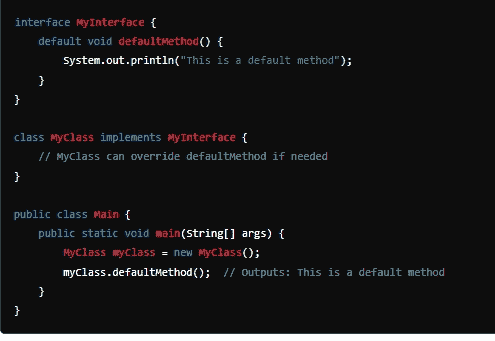 interface MyInterface {
    default void defaultMethod() {
        System.out.println("This is a default method");
    }
}

class MyClass implements MyInterface {
    // MyClass can override defaultMethod if needed
}

public class Main {
    public static void main(String[] args) {
        MyClass myClass = new MyClass();
        myClass.defaultMethod();  // Outputs: This is a default method
    }
}